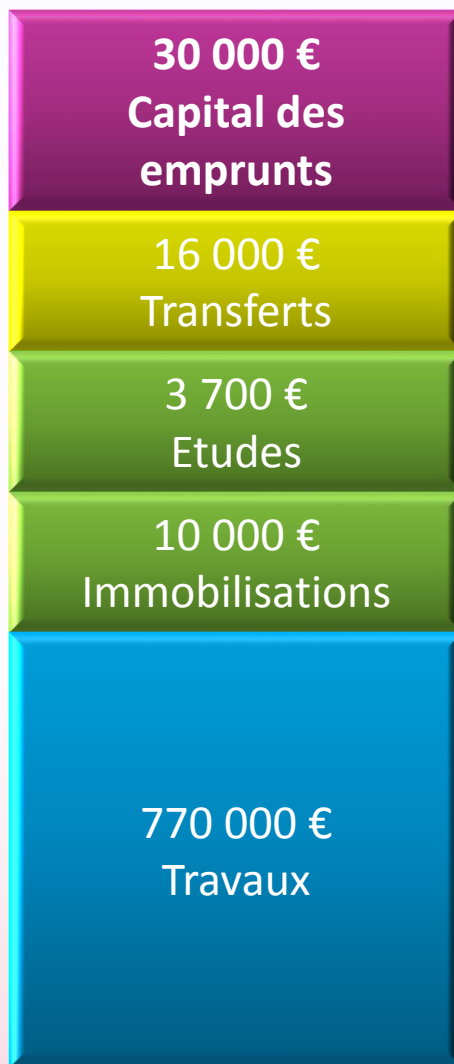 30 000 €
Capital des
emprunts
16 000 €
Transferts
3 700 €
Etudes
10 000 €
Immobilisations
770 000 €
Travaux